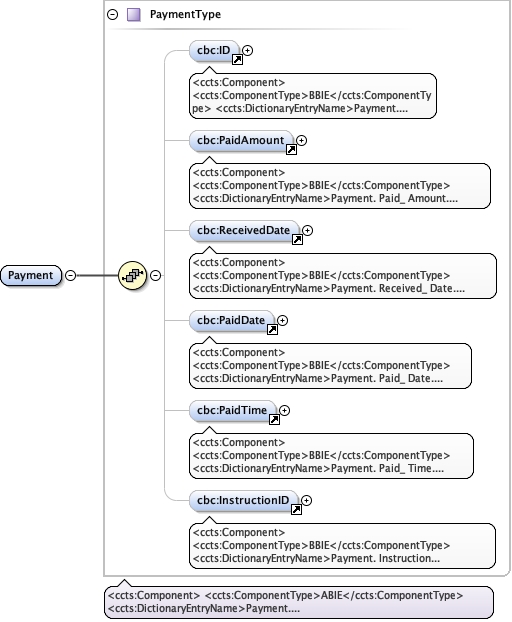 PaymentType
cbc:ID
<ccts:Component>
<ccts:ComponentType>BBIE</ccts:ComponentTy
pe> <ccts:DictionaryEntryName>Payment....
cbc:PaidAmount
<ccts:Component>
<ccts:ComponentType>BBIE</ccts:ComponentType>
<ccts:DictionaryEntryName>Payment. Paid_ Amount....
cbc:ReceivedDate
<ccts:Component>
<ccts:ComponentType>BBIE</ccts:ComponentType>
<ccts:DictionaryEntryName>Payment. Received_ Date....
Payment
cbc:PaidDate
<ccts:Component>
<ccts:ComponentType>BBIE</ccts:ComponentType>
<ccts:DictionaryEntryName>Payment. Paid_ Date....
cbc:PaidTime
<ccts:Component>
<ccts:ComponentType>BBIE</ccts:ComponentType>
<ccts:DictionaryEntryName>Payment. Paid_ Time....
cbc:InstructionID
<ccts:Component>
<ccts:ComponentType>BBIE</ccts:ComponentType>
<ccts:DictionaryEntryName>Payment. Instruction...
<ccts:Component> <ccts:ComponentType>ABIE</ccts:ComponentType>
<ccts:DictionaryEntryName>Payment....